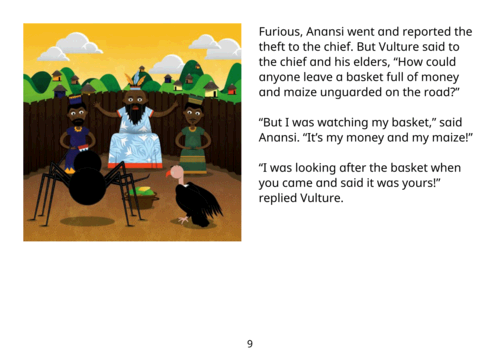 Furious, Anansi went and reported the
theft to the chief. But Vulture said to
the chief and his elders, “How could
anyone leave a basket full of money
and maize unguarded on the road?”
“But I was watching my basket,” said
Anansi. “It’s my money and my maize!”
“I was looking after the basket when
you came and said it was yours!”
replied Vulture.
9